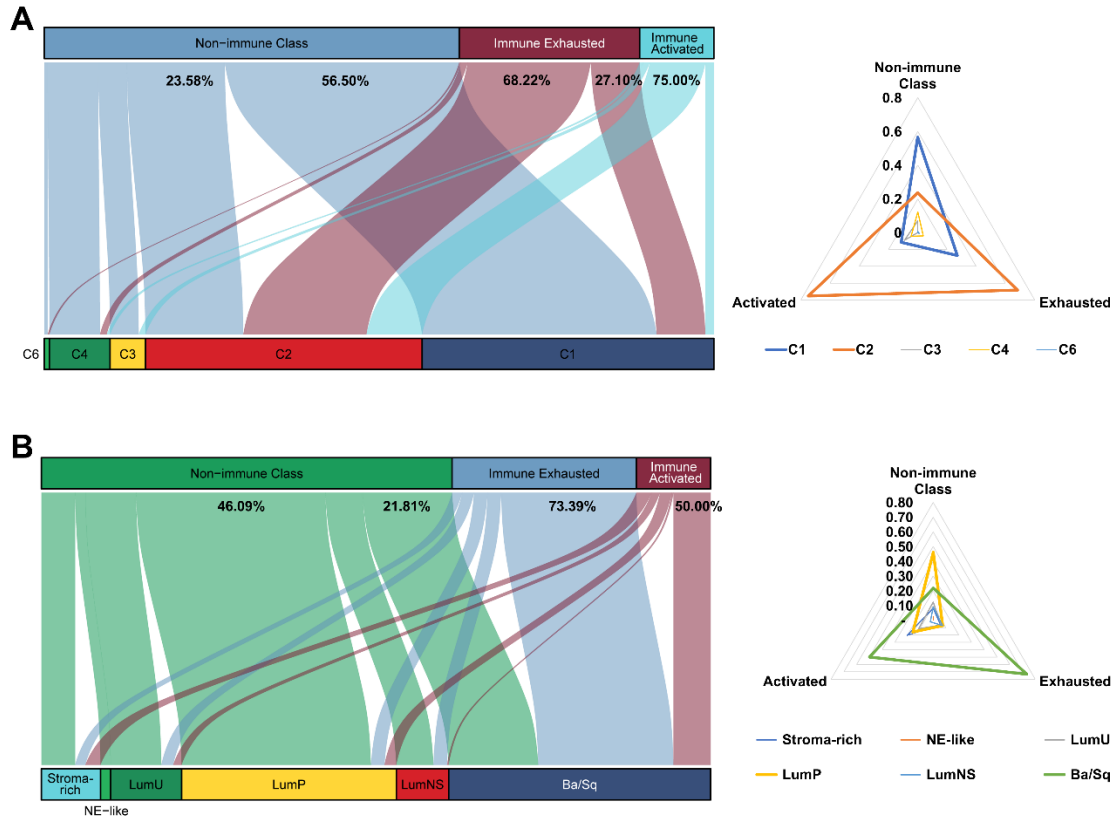 A
Non−immune Class
Immune Exhausted
Immune
Activated
23.58%
56.50%
68.22%
27.10%
75.00%
C6
C4
C3
C2
C1
Non-immune
Class
0.8
0.6
0.4
0.2
0
Activated
Exhausted
C1
C2
C3
C4
C6
B
Non−immune Class
Immune Exhausted
Immune
Activated
46.09%
21.81%
73.39%
50.00%
Stroma-
rich
NE-like
LumU
LumP
LumNS
Ba/Sq
Non-immune
Class
0.80
0.70
0.60
0.50
0.40
0.30
0.20
0.10
-
Activated
Exhausted
Stroma-rich
NE-like
LumU
LumP
LumNS
Ba/Sq